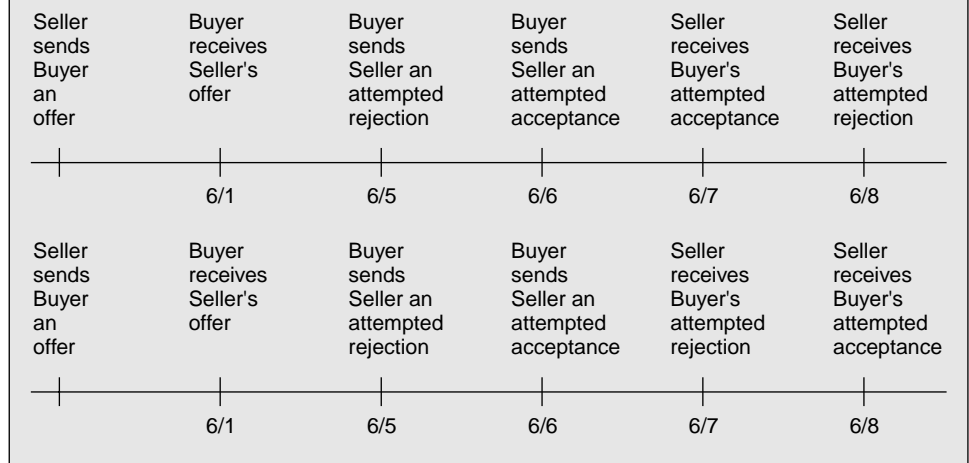 Seller
sends
Buyer
an
offer
Buyer
receives
Seller's
offer
Buyer
sends
Seller an
attempted
rejection
Buyer
sends
Seller an
attempted
acceptance
Seller
receives
Buyer's
attempted
acceptance
Seller
receives
Buyer's
attempted
rejection
6/1
6/5
6/6
6/7
6/8
Seller
sends
Buyer
an
offer
Buyer
receives
Seller's
offer
Buyer
sends
Seller an
attempted
rejection
Buyer
sends
Seller an
attempted
acceptance
Seller
receives
Buyer's
attempted
rejection
Seller
receives
Buyer's
attempted
acceptance
6/1
6/5
6/6
6/7
6/8